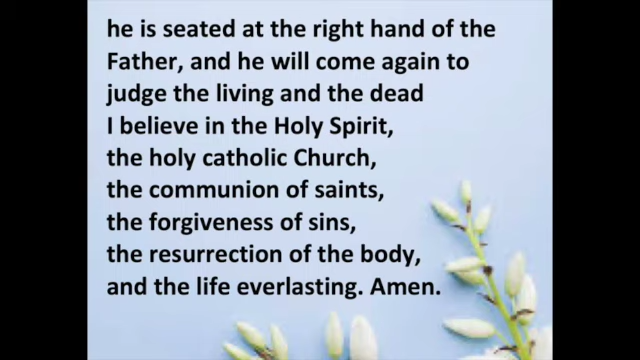 he is seated at the right hand of the
Father, and he will come again to
judge the living and the dead
I believe in the Holy Spirit,
the holy catholic Church,
the communion of saints,
the forgiveness of sins,
the resurrection of the body,
and the life everlasting. Amen.